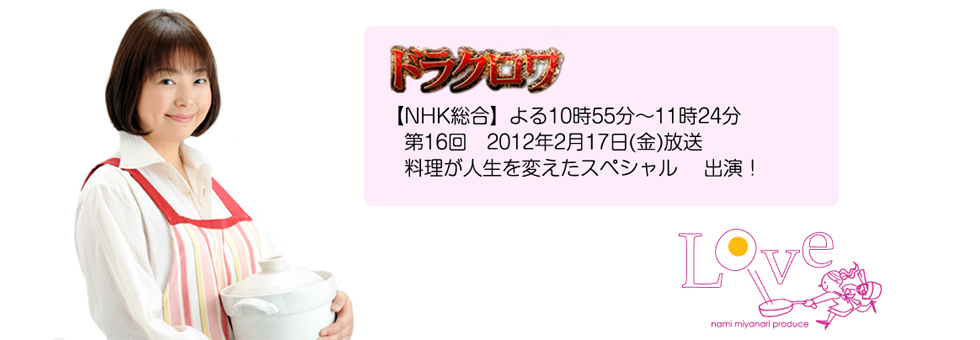 ドラクロワ
【NHK総合】よる10時55分～11時24分
第16回　2012年2月17日(金)放送
料理が人生を変えたスペシャル　出演！
Love
nami miyanari produce